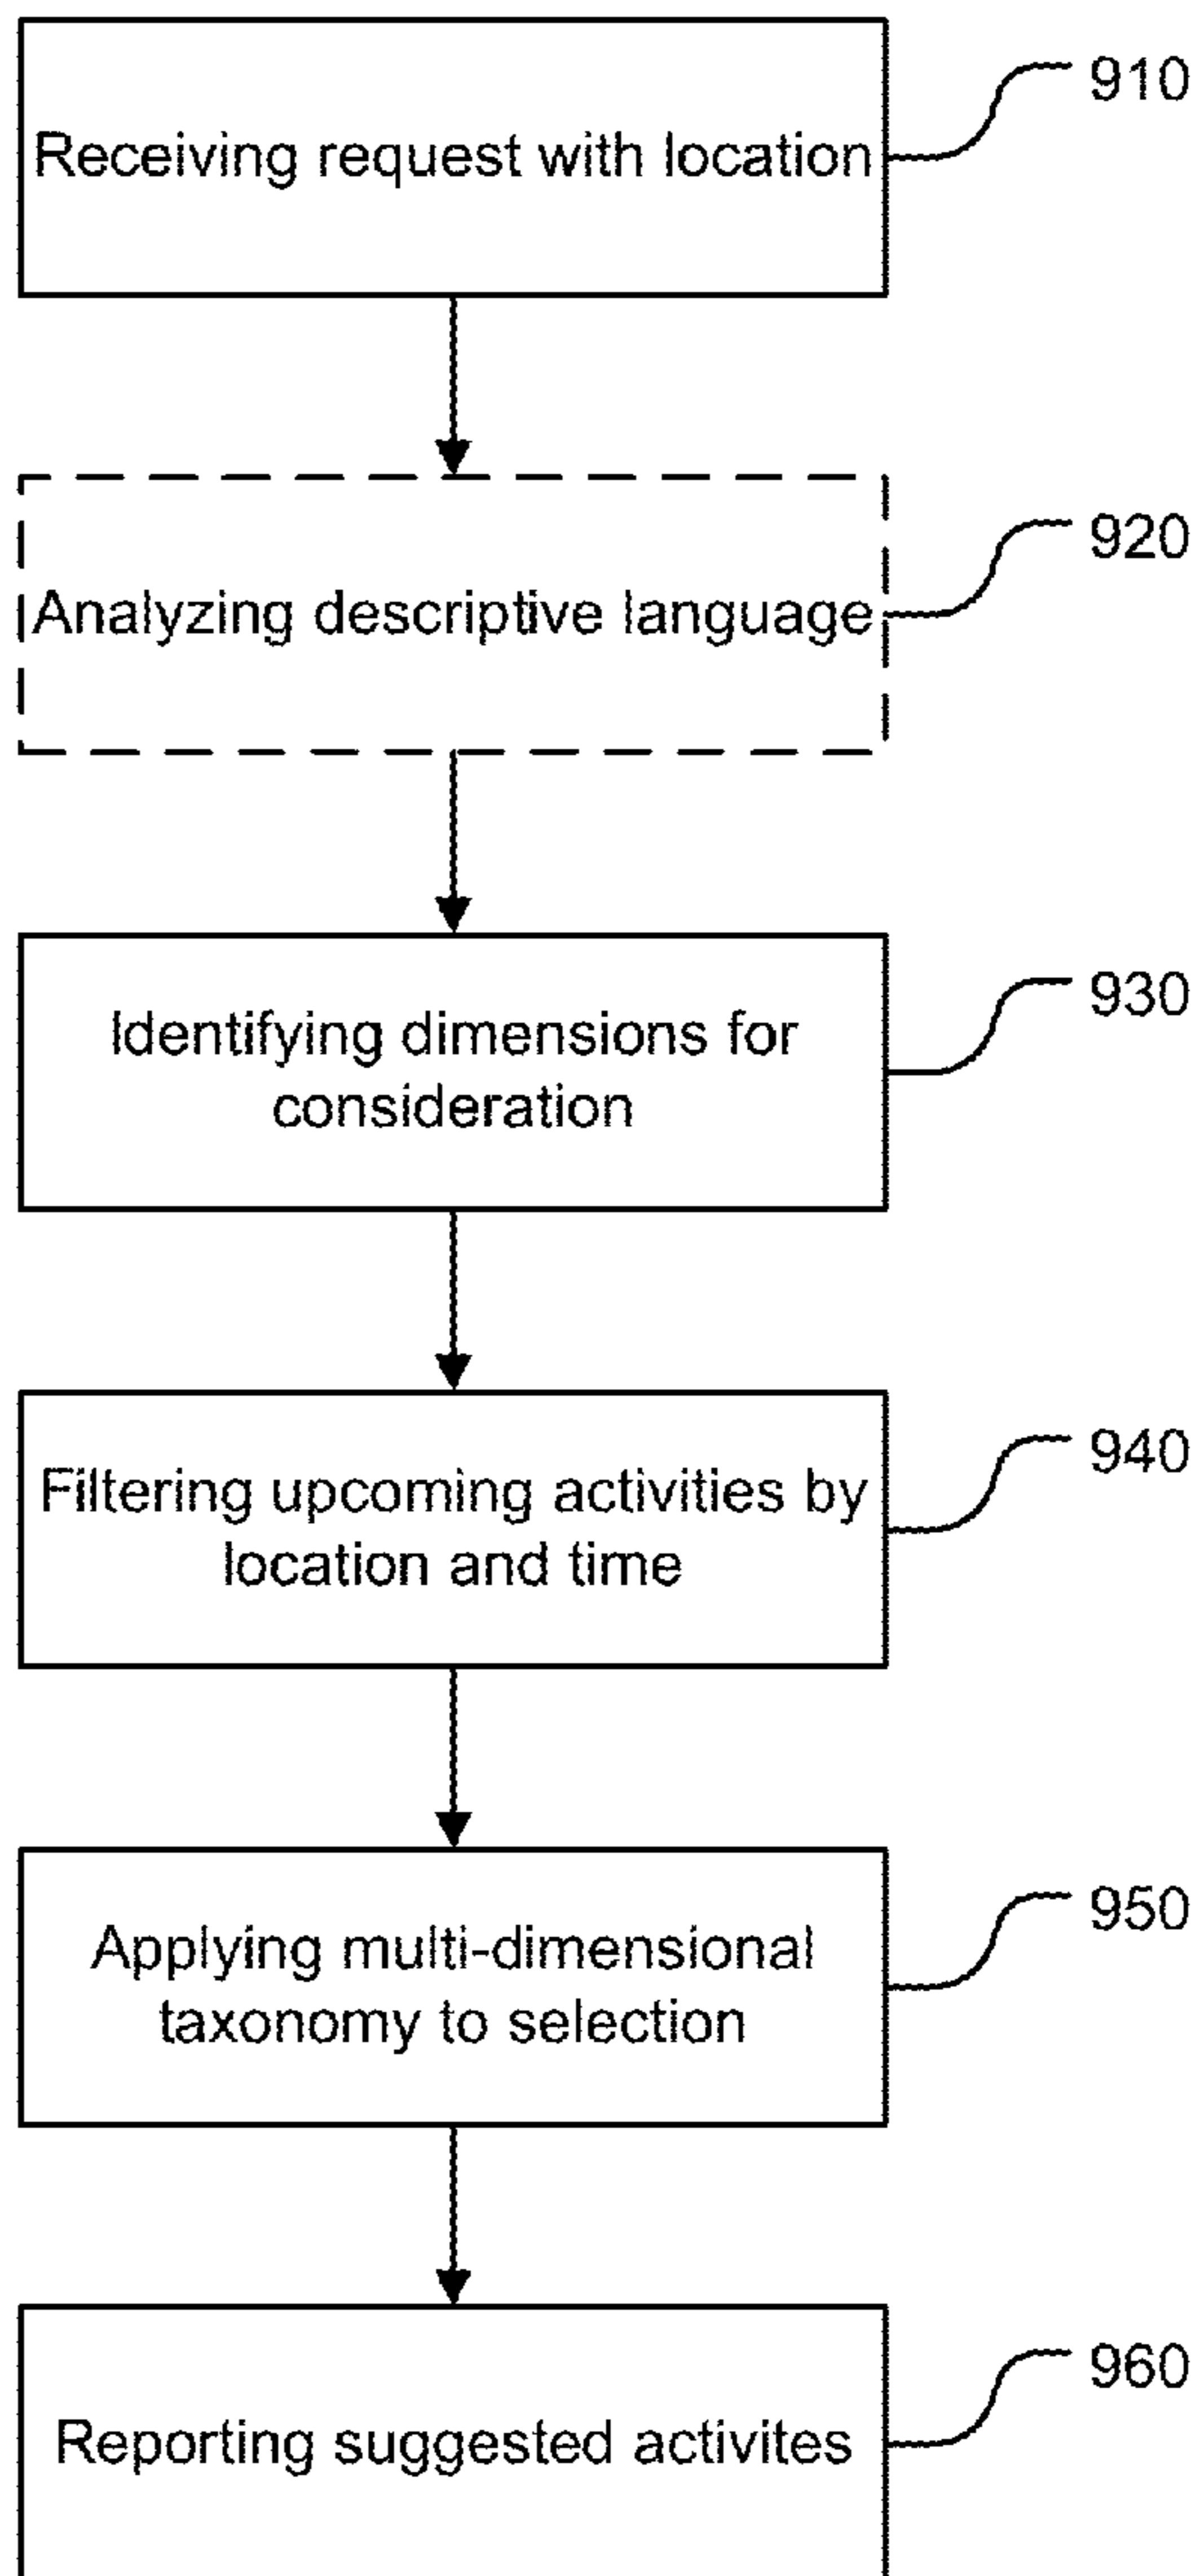 Receiving request with location
910
Analyzing descriptive language
920
Identifying dimensions for
consideration
930
Filtering upcoming activities by
location and time
940
Applying multi-dimensional
taxonomy to selection
950
Reporting suggested activites
960